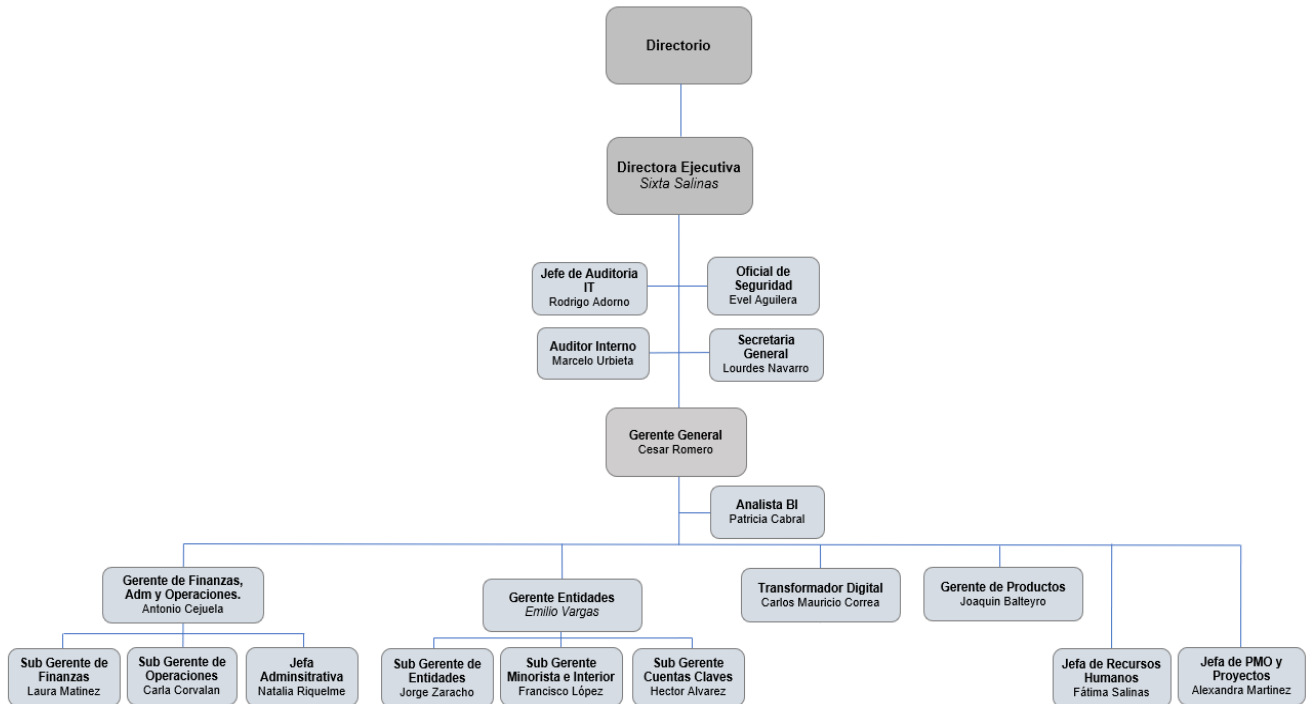 Directorio
Directora Ejecutiva
Sixta Salinas
Jefe de Auditoria
IT
Rodrigo Adorno
Oficial de
Seguridad
Evel Aguilera
Auditor Interno
Marcelo Urbieta
Secretaria
General
Lourdes Navarro
Gerente General
Cesar Romero
Analista BI
Patricia Cabral
Gerente de Finanzas,
Adm y Operaciones.
Antonio Cejuela
Gerente Entidades
Emilio Vargas
Transformador Digital
Carlos Mauricio Correa
Gerente de Productos
Joaquin Balteyro
Sub Gerente de
Finanzas
Laura Matinez
Sub Gerente de
Operaciones
Carla Corvalan
Jefa
Adminsitrativa
Natalia Riquelme
Sub Gerente de
Entidades
Jorge Zaracho
Sub Gerente
Minorista e Interior
Francisco López
Sub Gerente
Cuentas Claves
Hector Alvarez
Jefa de Recursos
Humanos
Fátima Salinas
Jefa de PMO y
Proyectos
Alexandra Martinez